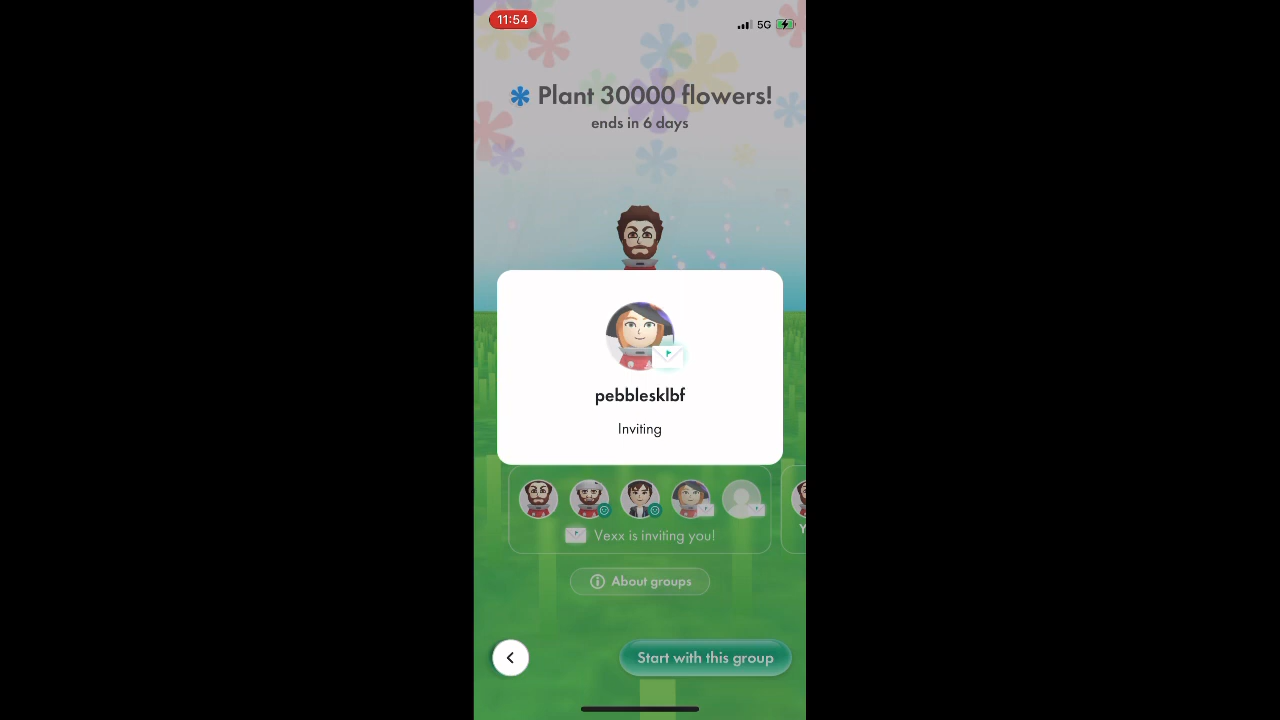 11:54
5G
Plant 30000 flowers!
ends in 6 days
pebblesklbf
Inviting
Vexx is inviting you!
Y
About groups
Start with this group